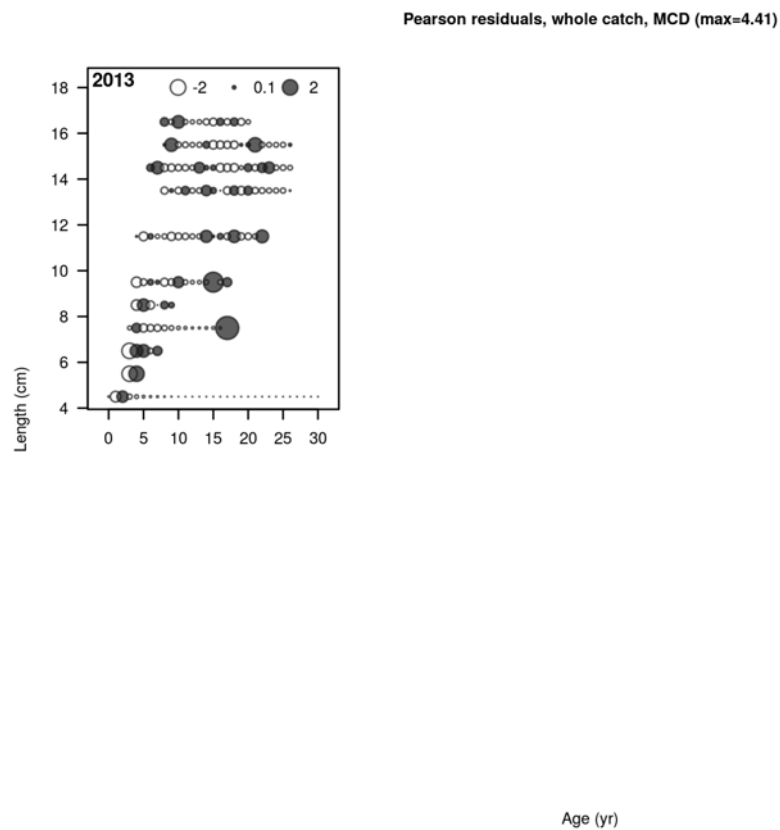 Pearson residuals, whole catch, MCD (max=4.41)
2013 -2 0.1 2
18
16
14
12
10
8
6
4
Length (cm)
0 5 10 15 20 25 30
Age (yr)